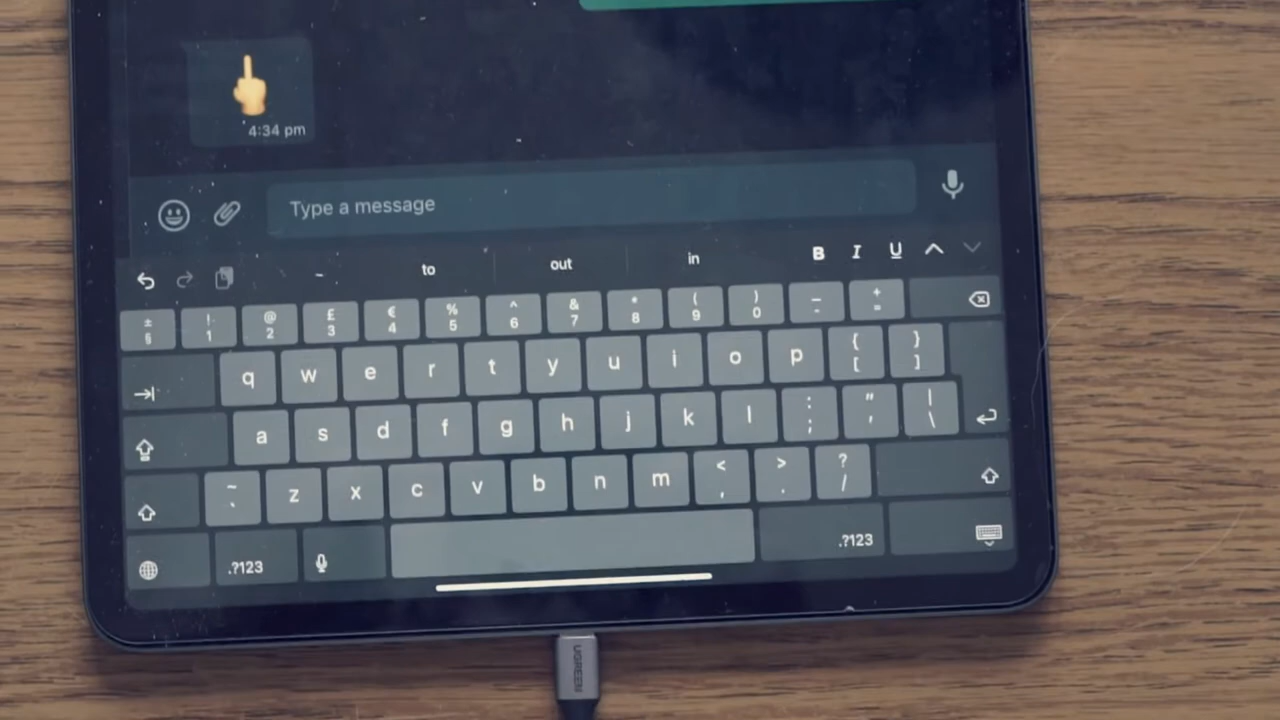 4:34 pm
Type a message
to out in B I U
± ! @ £ € % ^ & * ( ) _ +
§ 1 2 3 4 5 6 7 8 9 0 - =
q w e r t y u i o p { [ } ]
a s d f g h j k l : ; " ' | \
~ ` z x c v b n m < , > . ? /
.?123 .?123
UGREEN